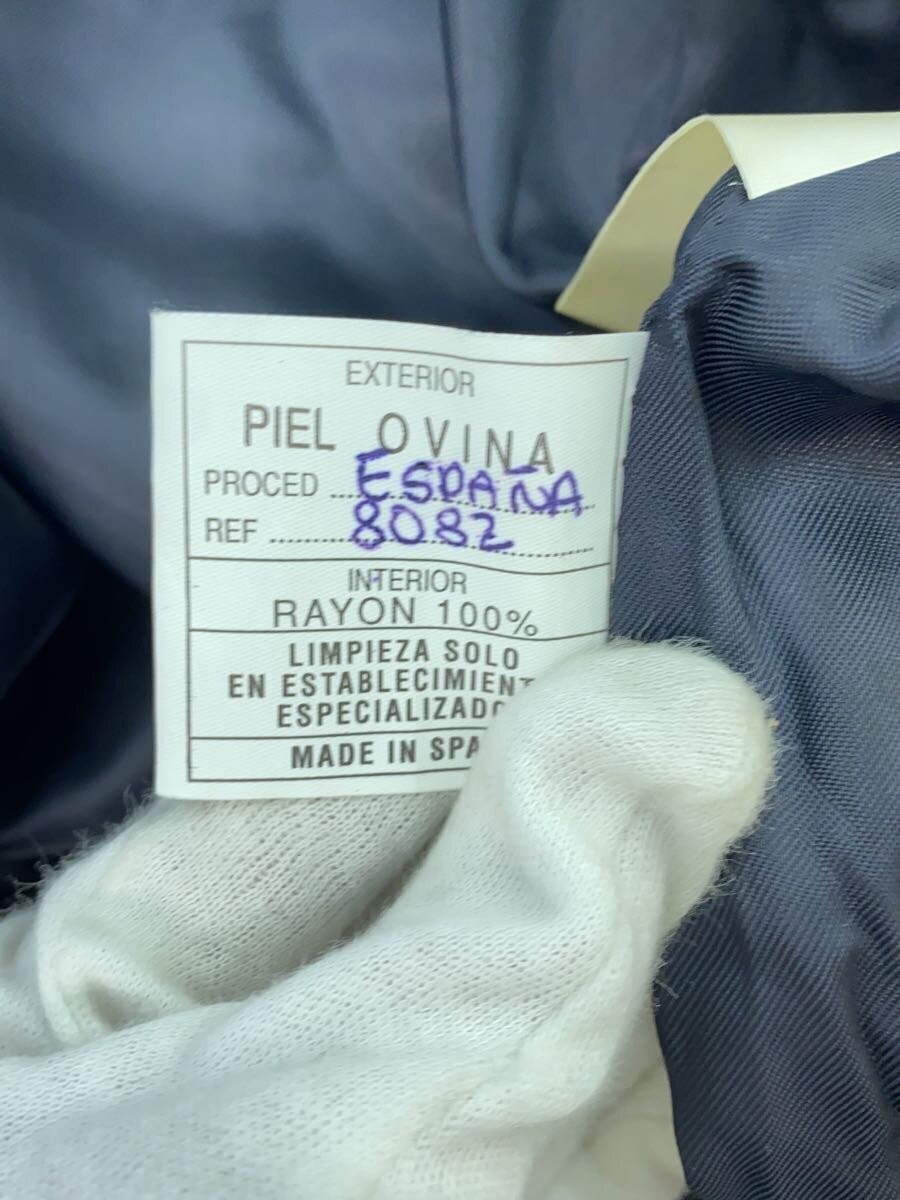 EXTERIOR
PIEL OVINA
PROCED ........ESPAÑA
REF ..........8082..........
INTERIOR
RAYON 100%
LIMPIEZA SOLO
EN ESTABLECIMIENT
ESPECIALIZADO
MADE IN SPA